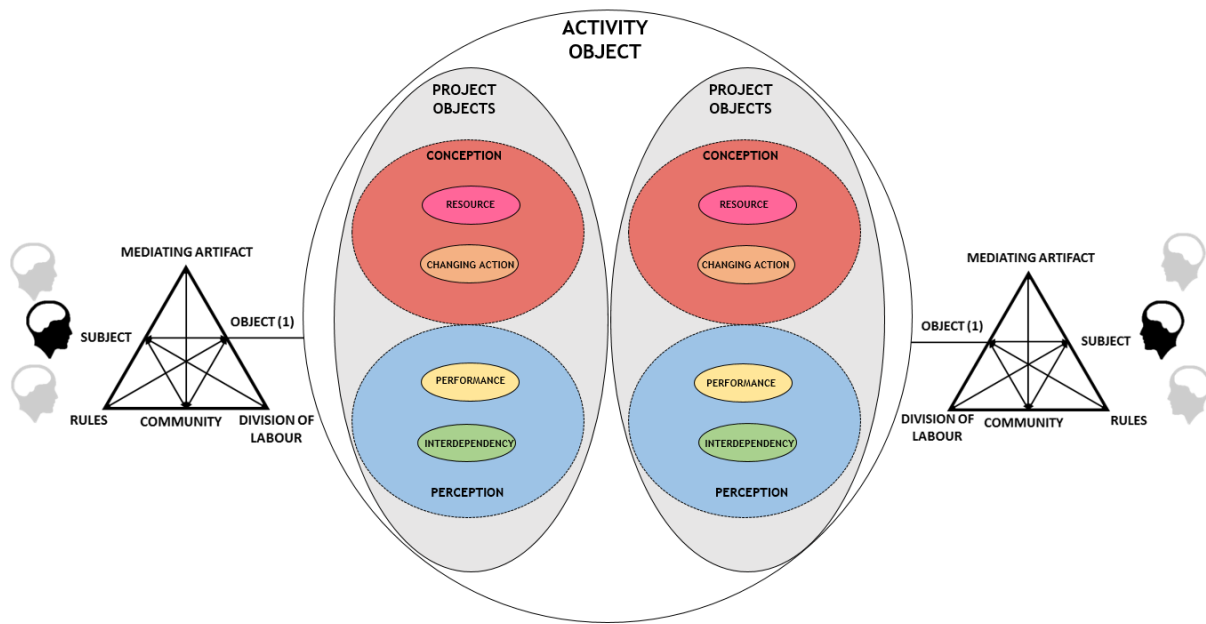 ACTIVITY
OBJECT
PROJECT
OBJECTS
CONCEPTION
RESOURCE
CHANGING ACTION
PERFORMANCE
INTERDEPENDENCY
PERCEPTION
PROJECT
OBJECTS
CONCEPTION
RESOURCE
CHANGING ACTION
PERFORMANCE
INTERDEPENDENCY
PERCEPTION
MEDIATING ARTIFACT
SUBJECT
OBJECT (1)
RULES
COMMUNITY
DIVISION OF
LABOUR
MEDIATING ARTIFACT
OBJECT (1)
SUBJECT
DIVISION OF
LABOUR
COMMUNITY
RULES